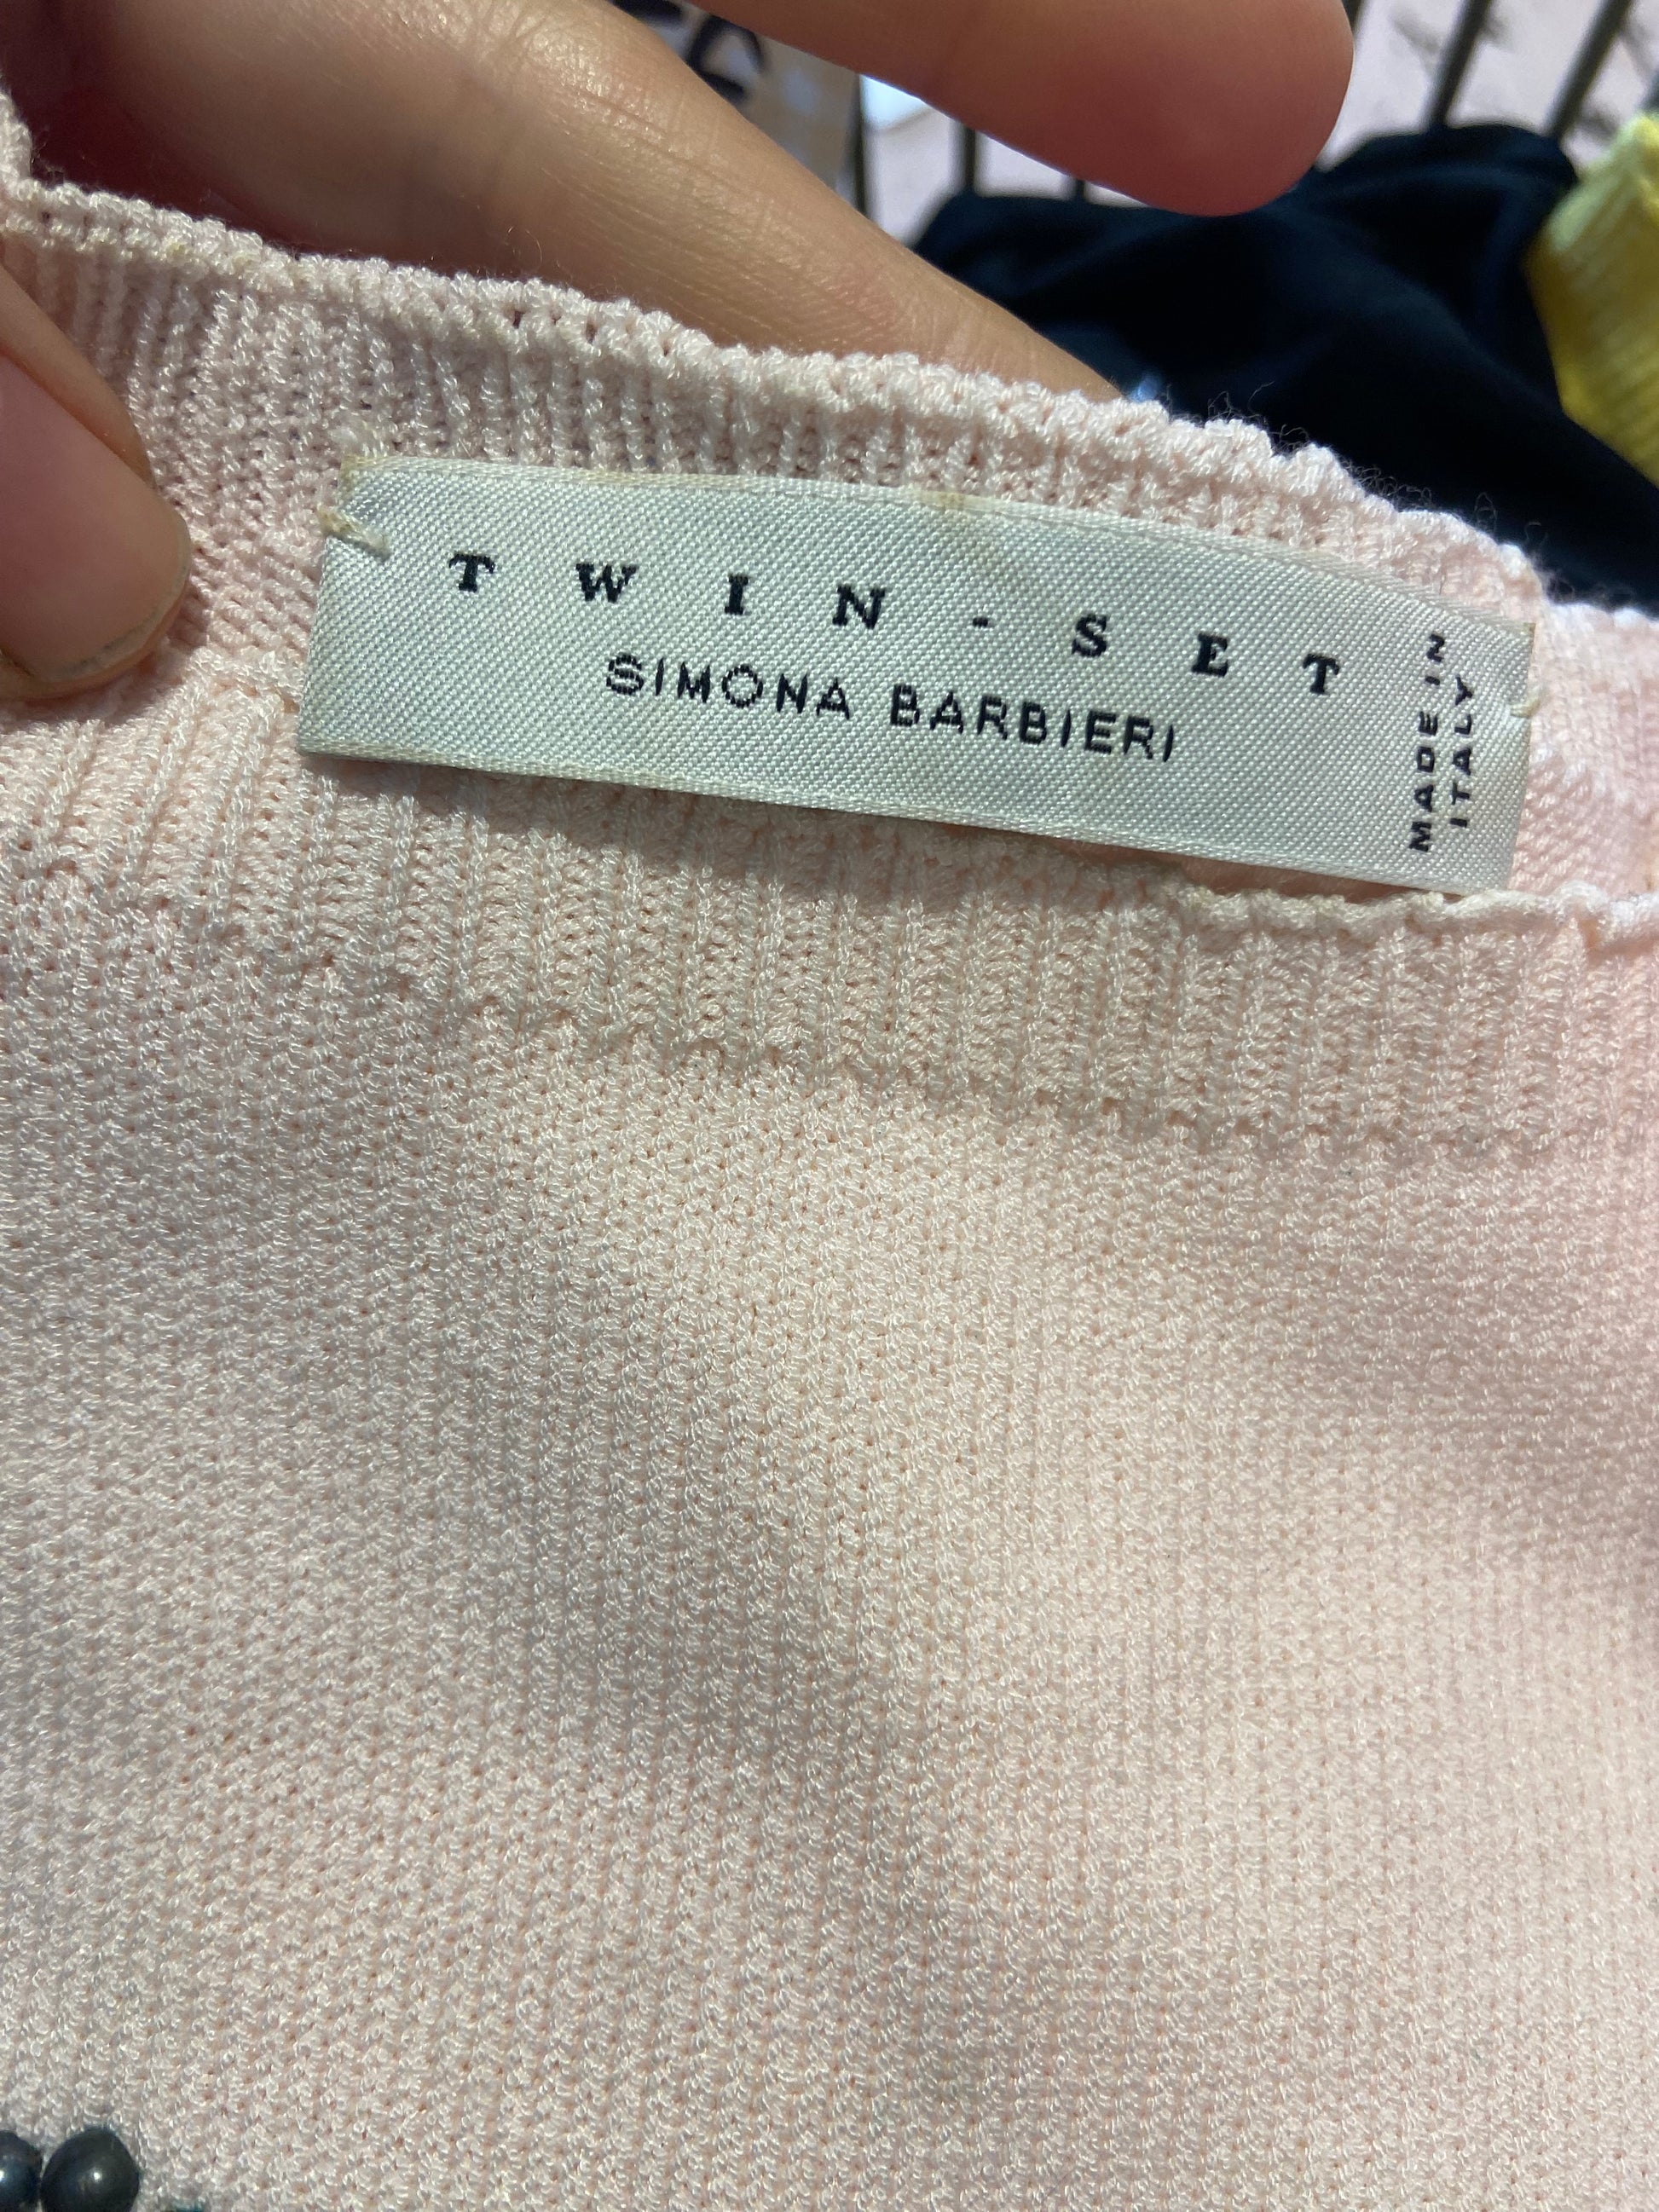 TWIN-SET
SIMONA BARBIERI
MADE IN
ITALY